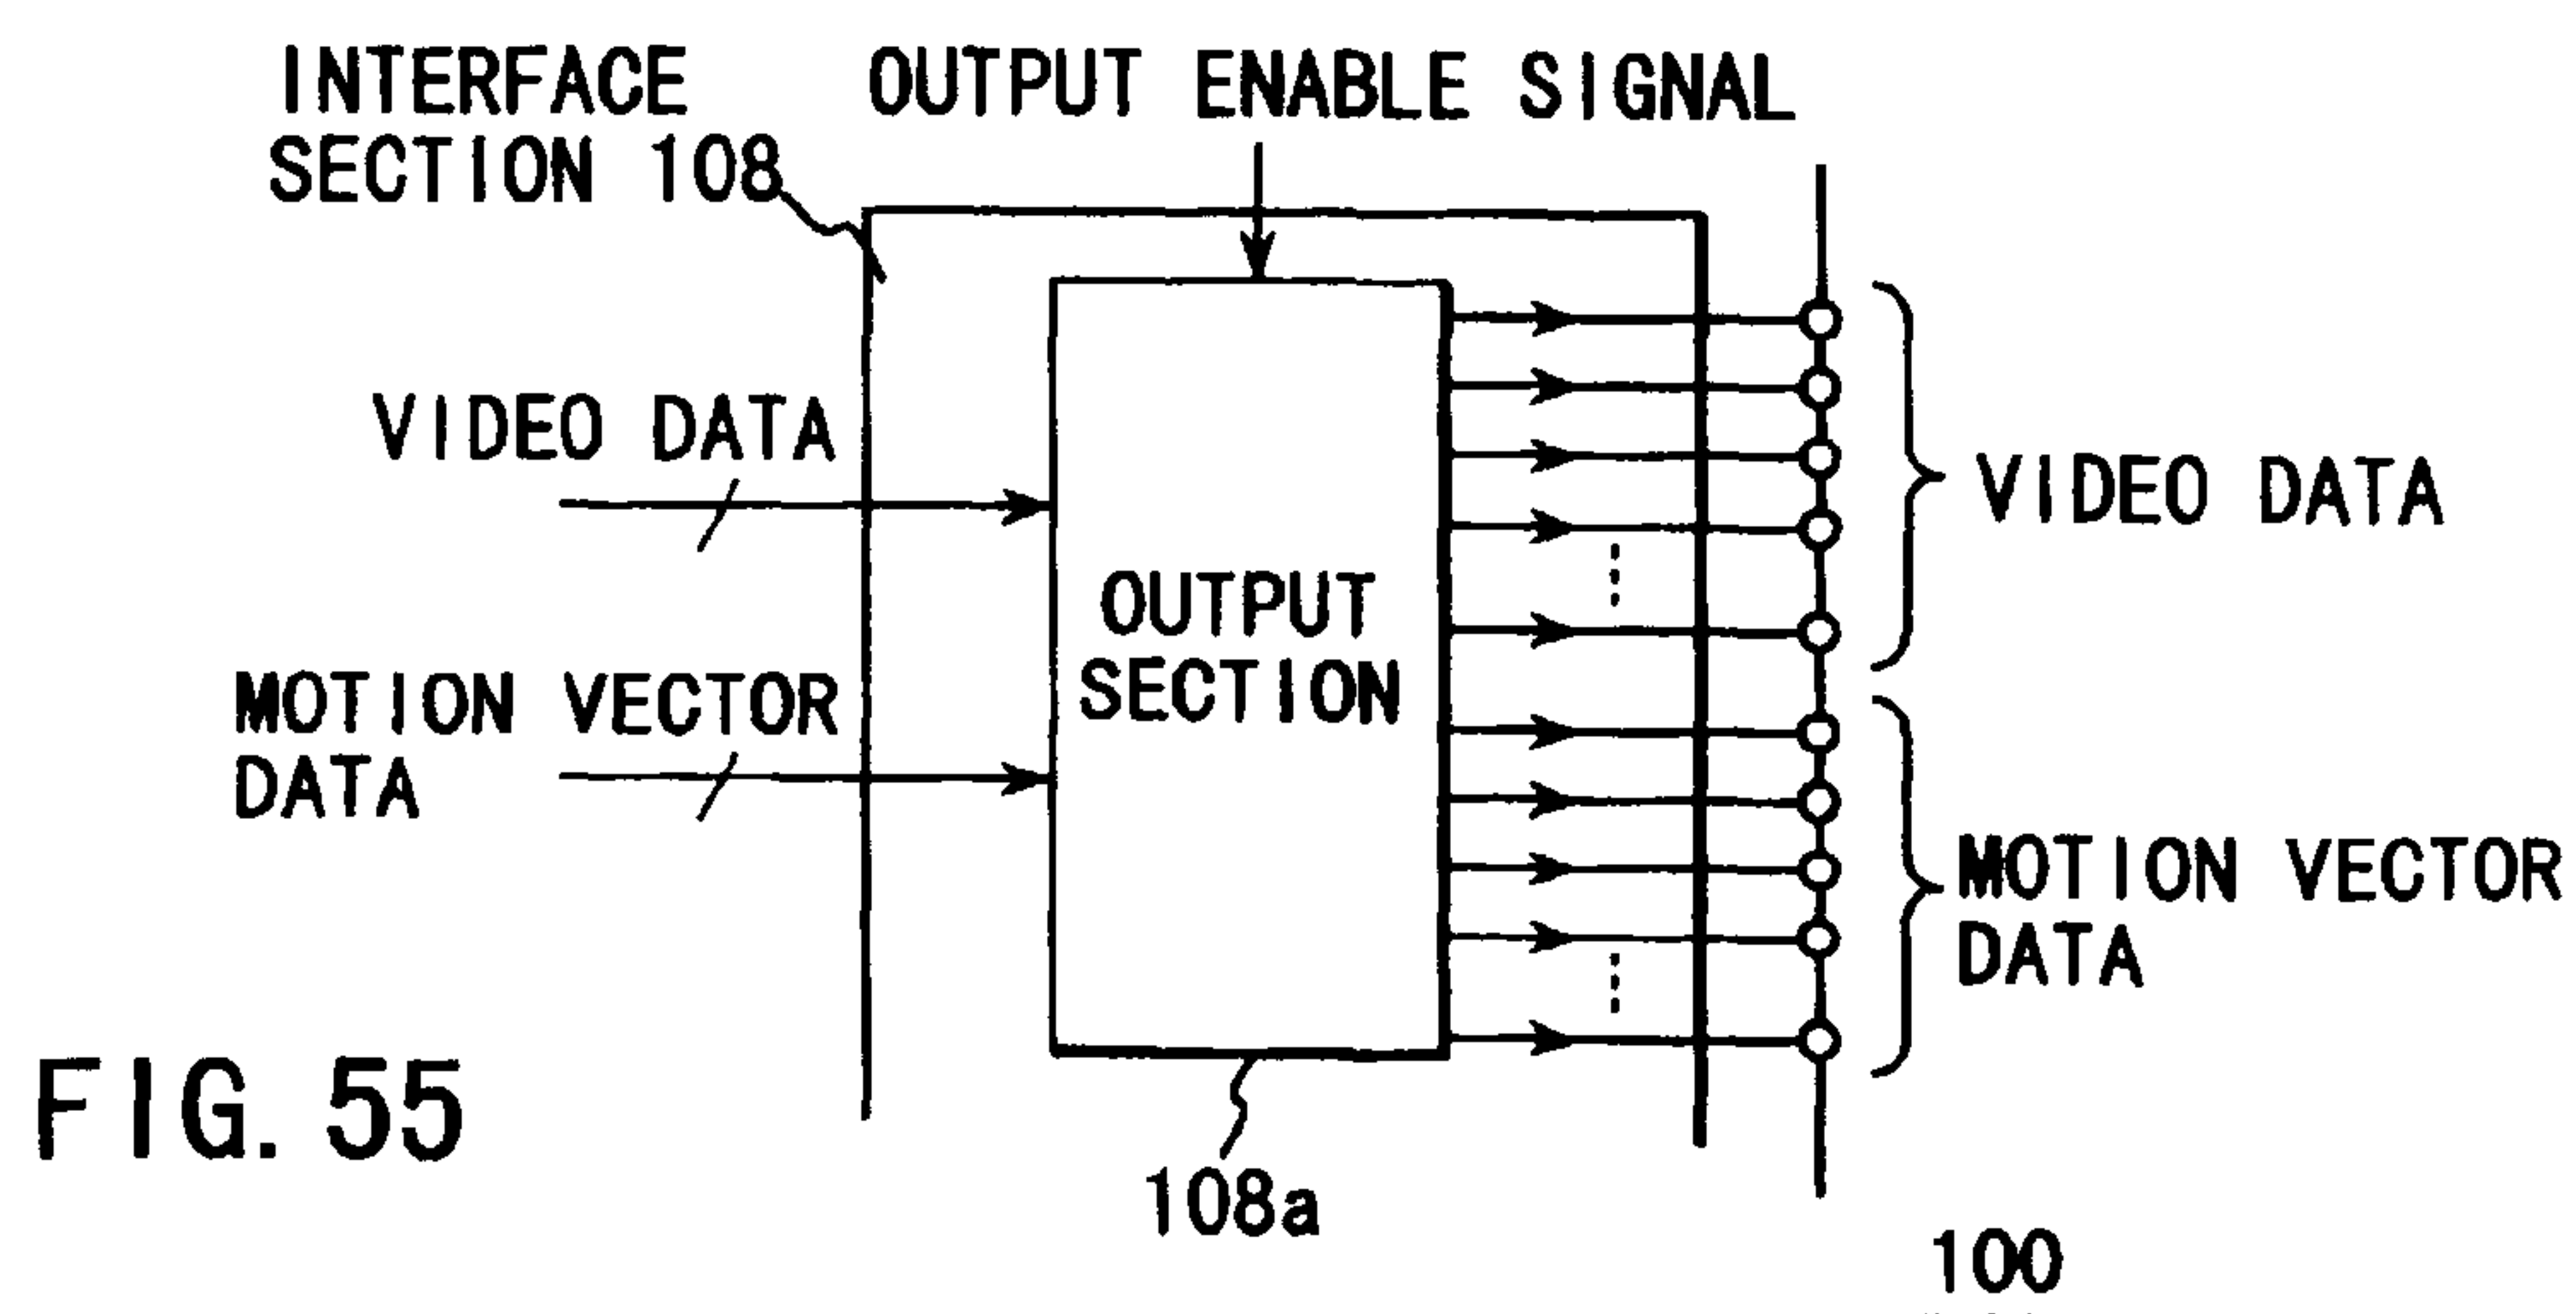 INTERFACE
SECTION 108
OUTPUT ENABLE SIGNAL
VIDEO DATA
MOTION VECTOR
DATA
OUTPUT
SECTION
VIDEO DATA
MOTION VECTOR
DATA
108a
FIG. 55
100